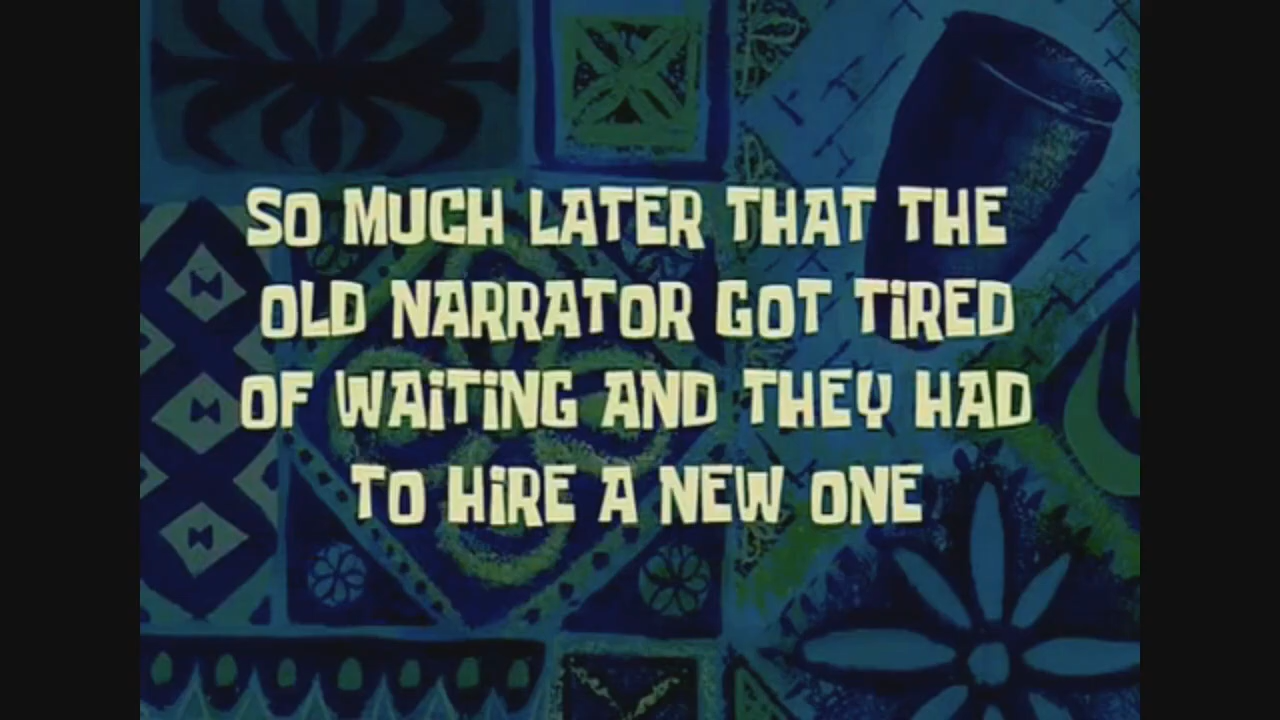 SO MUCH LATER THAT THE
OLD NARRATOR GOT TIRED
OF WAITING AND THEY HAD
TO HIRE A NEW ONE